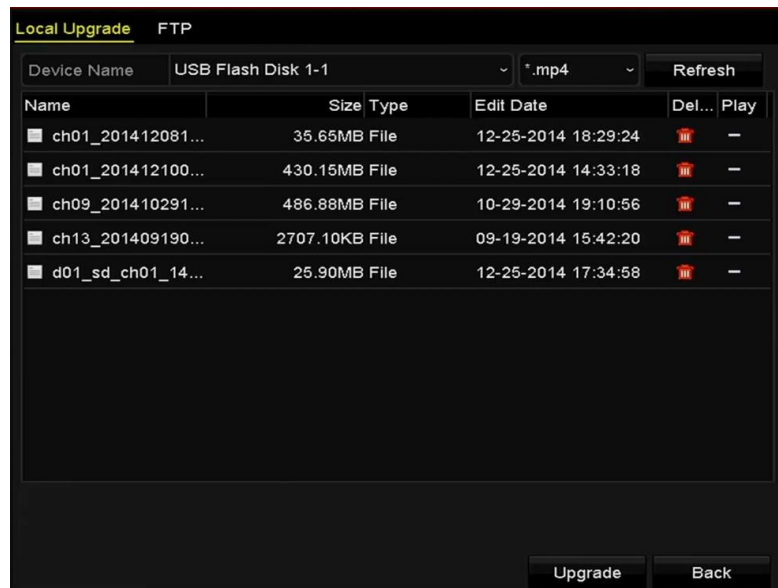 Local Upgrade FTP
Device Name USB Flash Disk 1-1 *.mp4 Refresh
Name Size Type Edit Date Del... Play
ch01_201412081... 35.65MB File 12-25-2014 18:29:24 –
ch01_201412100... 430.15MB File 12-25-2014 14:33:18 –
ch09_201410291... 486.88MB File 10-29-2014 19:10:56 –
ch13_201409190... 2707.10KB File 09-19-2014 15:42:20 –
d01_sd_ch01_14... 25.90MB File 12-25-2014 17:34:58 –
Upgrade Back